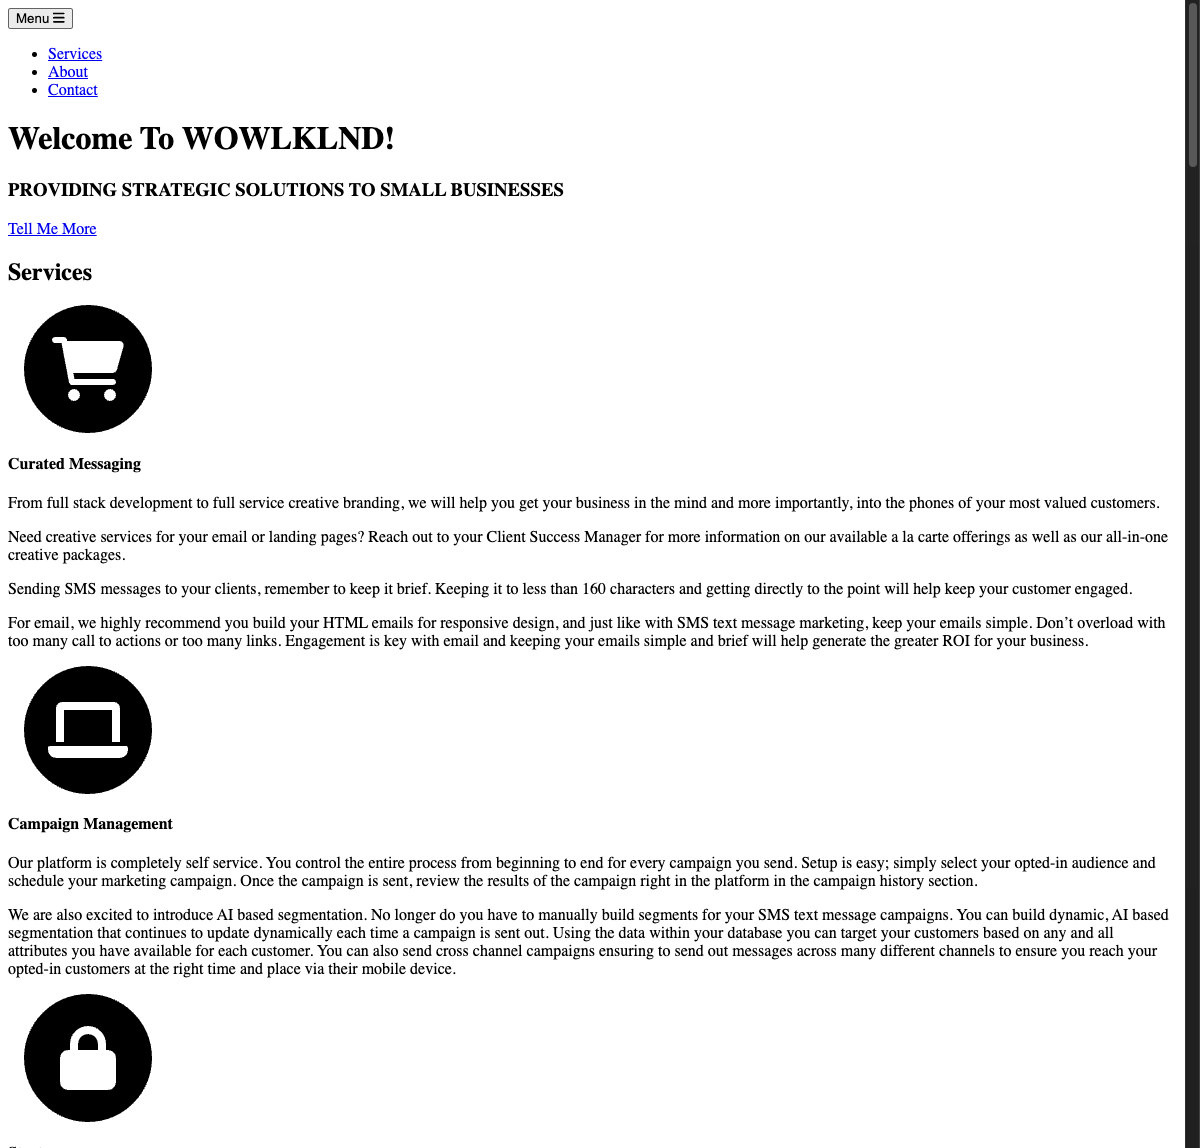 Menu
Services
About
Contact
Welcome To WOWLKLND!
PROVIDING STRATEGIC SOLUTIONS TO SMALL BUSINESSES
Tell Me More
Services
Curated Messaging
From full stack development to full service creative branding, we will help you get your business in the mind and more importantly, into the phones of your most valued customers.
Need creative services for your email or landing pages? Reach out to your Client Success Manager for more information on our available a la carte offerings as well as our all-in-one
creative packages.
Sending SMS messages to your clients, remember to keep it brief. Keeping it to less than 160 characters and getting directly to the point will help keep your customer engaged.
For email, we highly recommend you build your HTML emails for responsive design, and just like with SMS text message marketing, keep your emails simple. Don’t overload with
too many call to actions or too many links. Engagement is key with email and keeping your emails simple and brief will help generate the greater ROI for your business.
Campaign Management
Our platform is completely self service. You control the entire process from beginning to end for every campaign you send. Setup is easy; simply select your opted-in audience and
schedule your marketing campaign. Once the campaign is sent, review the results of the campaign right in the platform in the campaign history section.
We are also excited to introduce AI based segmentation. No longer do you have to manually build segments for your SMS text message campaigns. You can build dynamic, AI based
segmentation that continues to update dynamically each time a campaign is sent out. Using the data within your database you can target your customers based on any and all
attributes you have available for each customer. You can also send cross channel campaigns ensuring to send out messages across many different channels to ensure you reach your
opted-in customers at the right time and place via their mobile device.